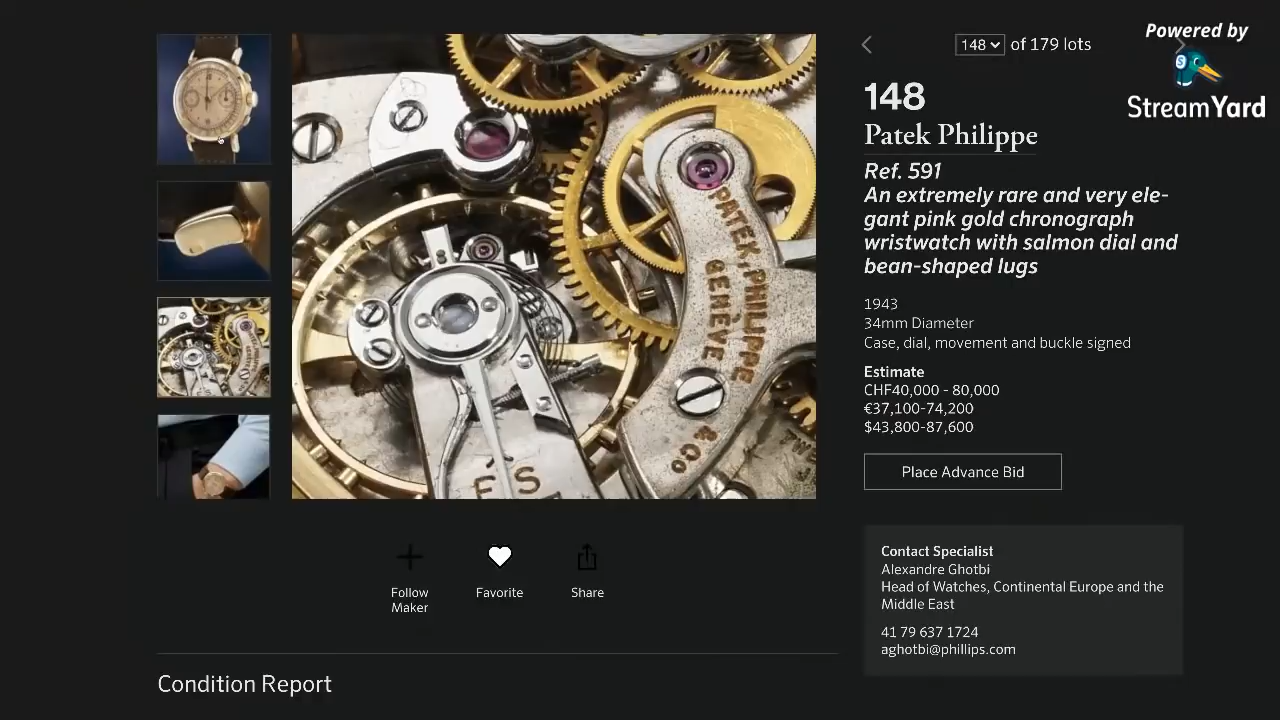 148 of 179 lots
Powered by
StreamYard
148
Patek Philippe
Ref. 591
An extremely rare and very ele-
gant pink gold chronograph
wristwatch with salmon dial and
bean-shaped lugs
1943
34mm Diameter
Case, dial, movement and buckle signed
Estimate
CHF40,000 - 80,000
€37,100-74,200
$43,800-87,600
Place Advance Bid
Contact Specialist
Alexandre Ghotbi
Head of Watches, Continental Europe and the
Middle East
41 79 637 1724
aghotbi@phillips.com
PATEK, PHILIPPE
GENÈVE
& Co
F S
Follow
Maker
Favorite
Share
Condition Report